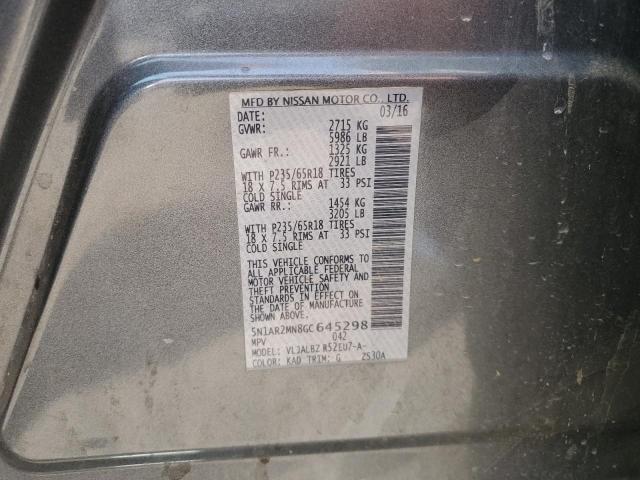 MFD BY NISSAN MOTOR CO., LTD.
DATE: 03/16
GVWR: 2715 KG
5986 LB
GAWR FR.: 1325 KG
2921 LB
WITH P235/65R18 TIRES
18 X 7.5 RIMS AT 33 PSI
COLD SINGLE
GAWR RR.: 1454 KG
3205 LB
WITH P235/65R18 TIRES
18 X 7.5 RIMS AT 33 PSI
COLD SINGLE
THIS VEHICLE CONFORMS TO
ALL APPLICABLE FEDERAL
MOTOR VEHICLE SAFETY AND
THEFT PREVENTION
STANDARDS IN EFFECT ON
THE DATE OF MANUFACTURE
SHOWN ABOVE.
5N1AR2MN8GC645298
MPV 042
MODEL: R52EU7-A-
COLOR: KAD TRIM: G 2S30A